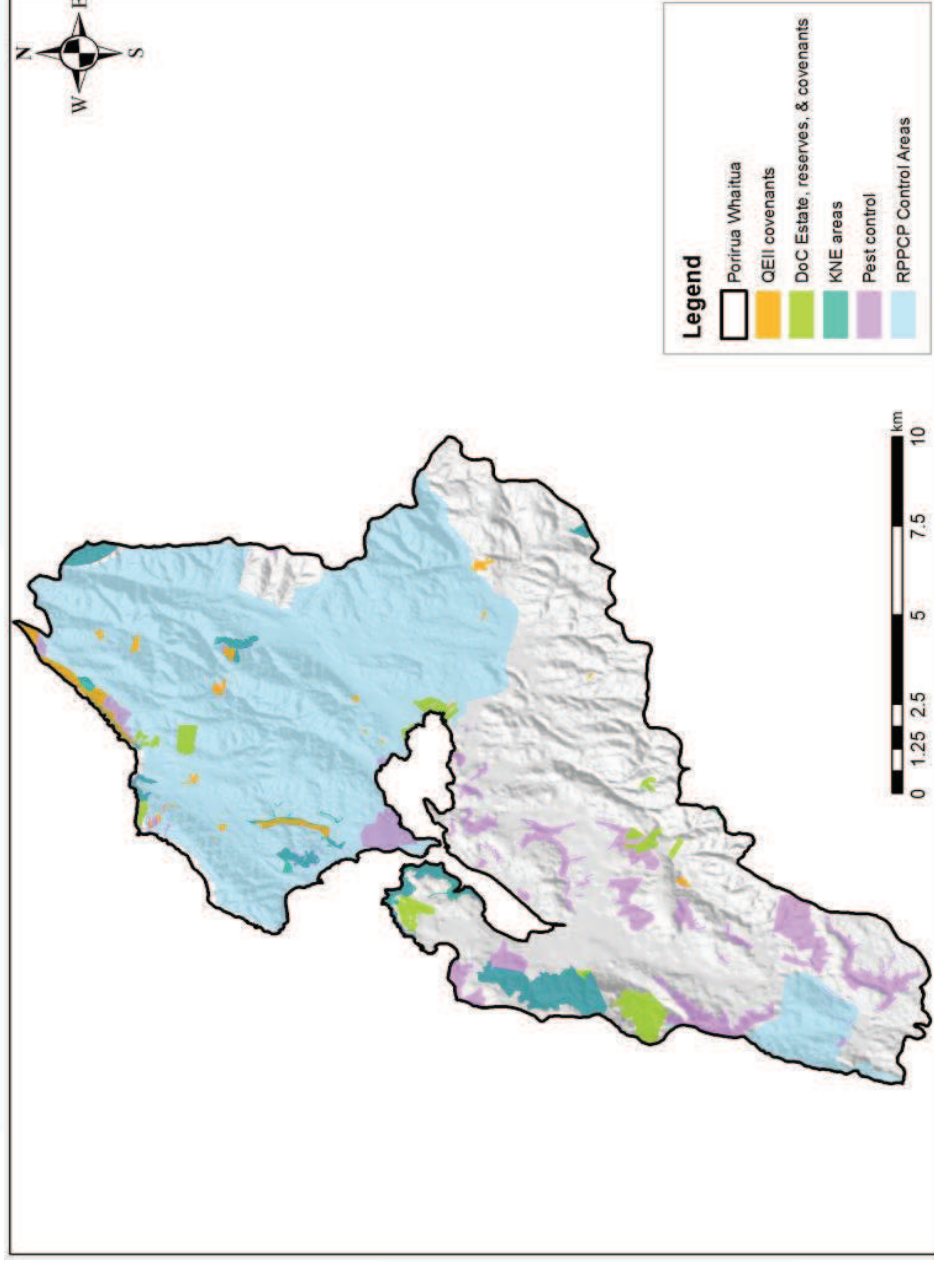 N
W
E
S
Legend
Porirua Whaitua
QEII covenants
DoC Estate, reserves, & covenants
KNE areas
Pest control
RPPCP Control Areas
0 1.25 2.5 5 7.5 10
km